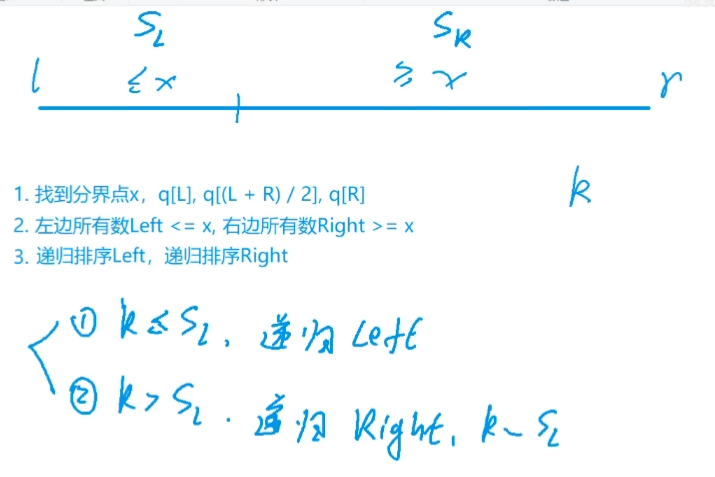 S_L S_R
l ≤x ≥x r
k
1. 找到分界点x，q[L], q[(L + R) / 2], q[R]
2. 左边所有数Left <= x, 右边所有数Right >= x
3. 递归排序Left，递归排序Right
① k ≤ S_L, 递归 Left
② k > S_L. 递归 Right, k - S_L